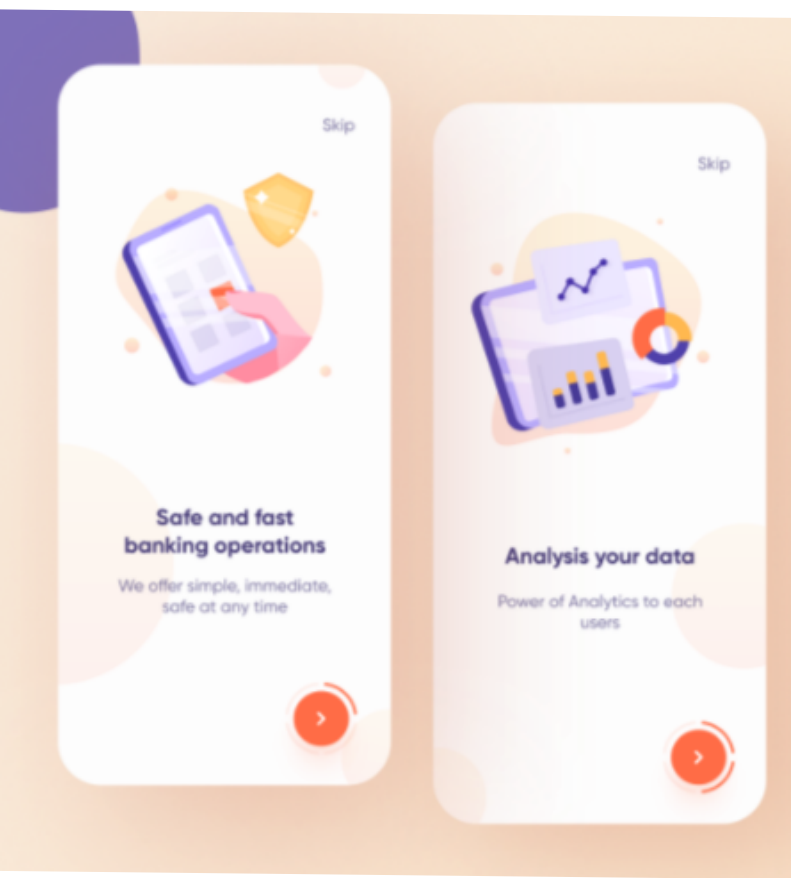 Skip
Safe and fast
banking operations
We offer simple, immediate,
safe at any time
Skip
Analysis your data
Power of Analytics to each
users